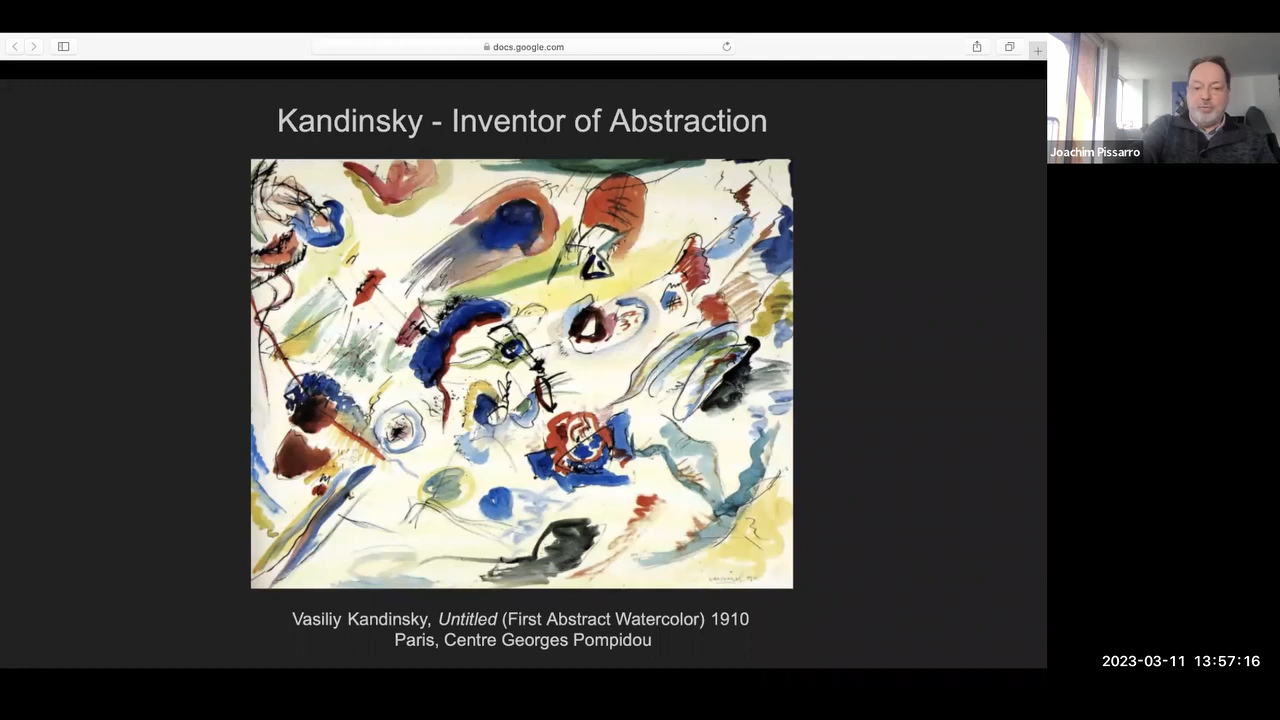 docs.google.com
Kandinsky - Inventor of Abstraction
Joachim Pissarro
Vasiliy Kandinsky, Untitled (First Abstract Watercolor) 1910
Paris, Centre Georges Pompidou
2023-03-11 13:57:16